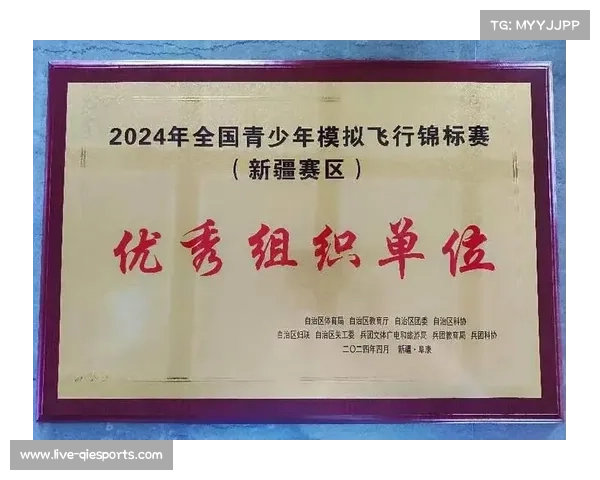 TG: MYYJJPP
2024年全国青少年模拟飞行锦标赛
（新疆赛区）
优秀组织单位
自治区体育局 自治区教育厅 自治区团委 自治区科协
自治区妇联 自治区关工委 兵团文体广电和旅游局 兵团教育局 兵团科协
二〇二四年四月 新疆·阜康
www.live-qiesports.com